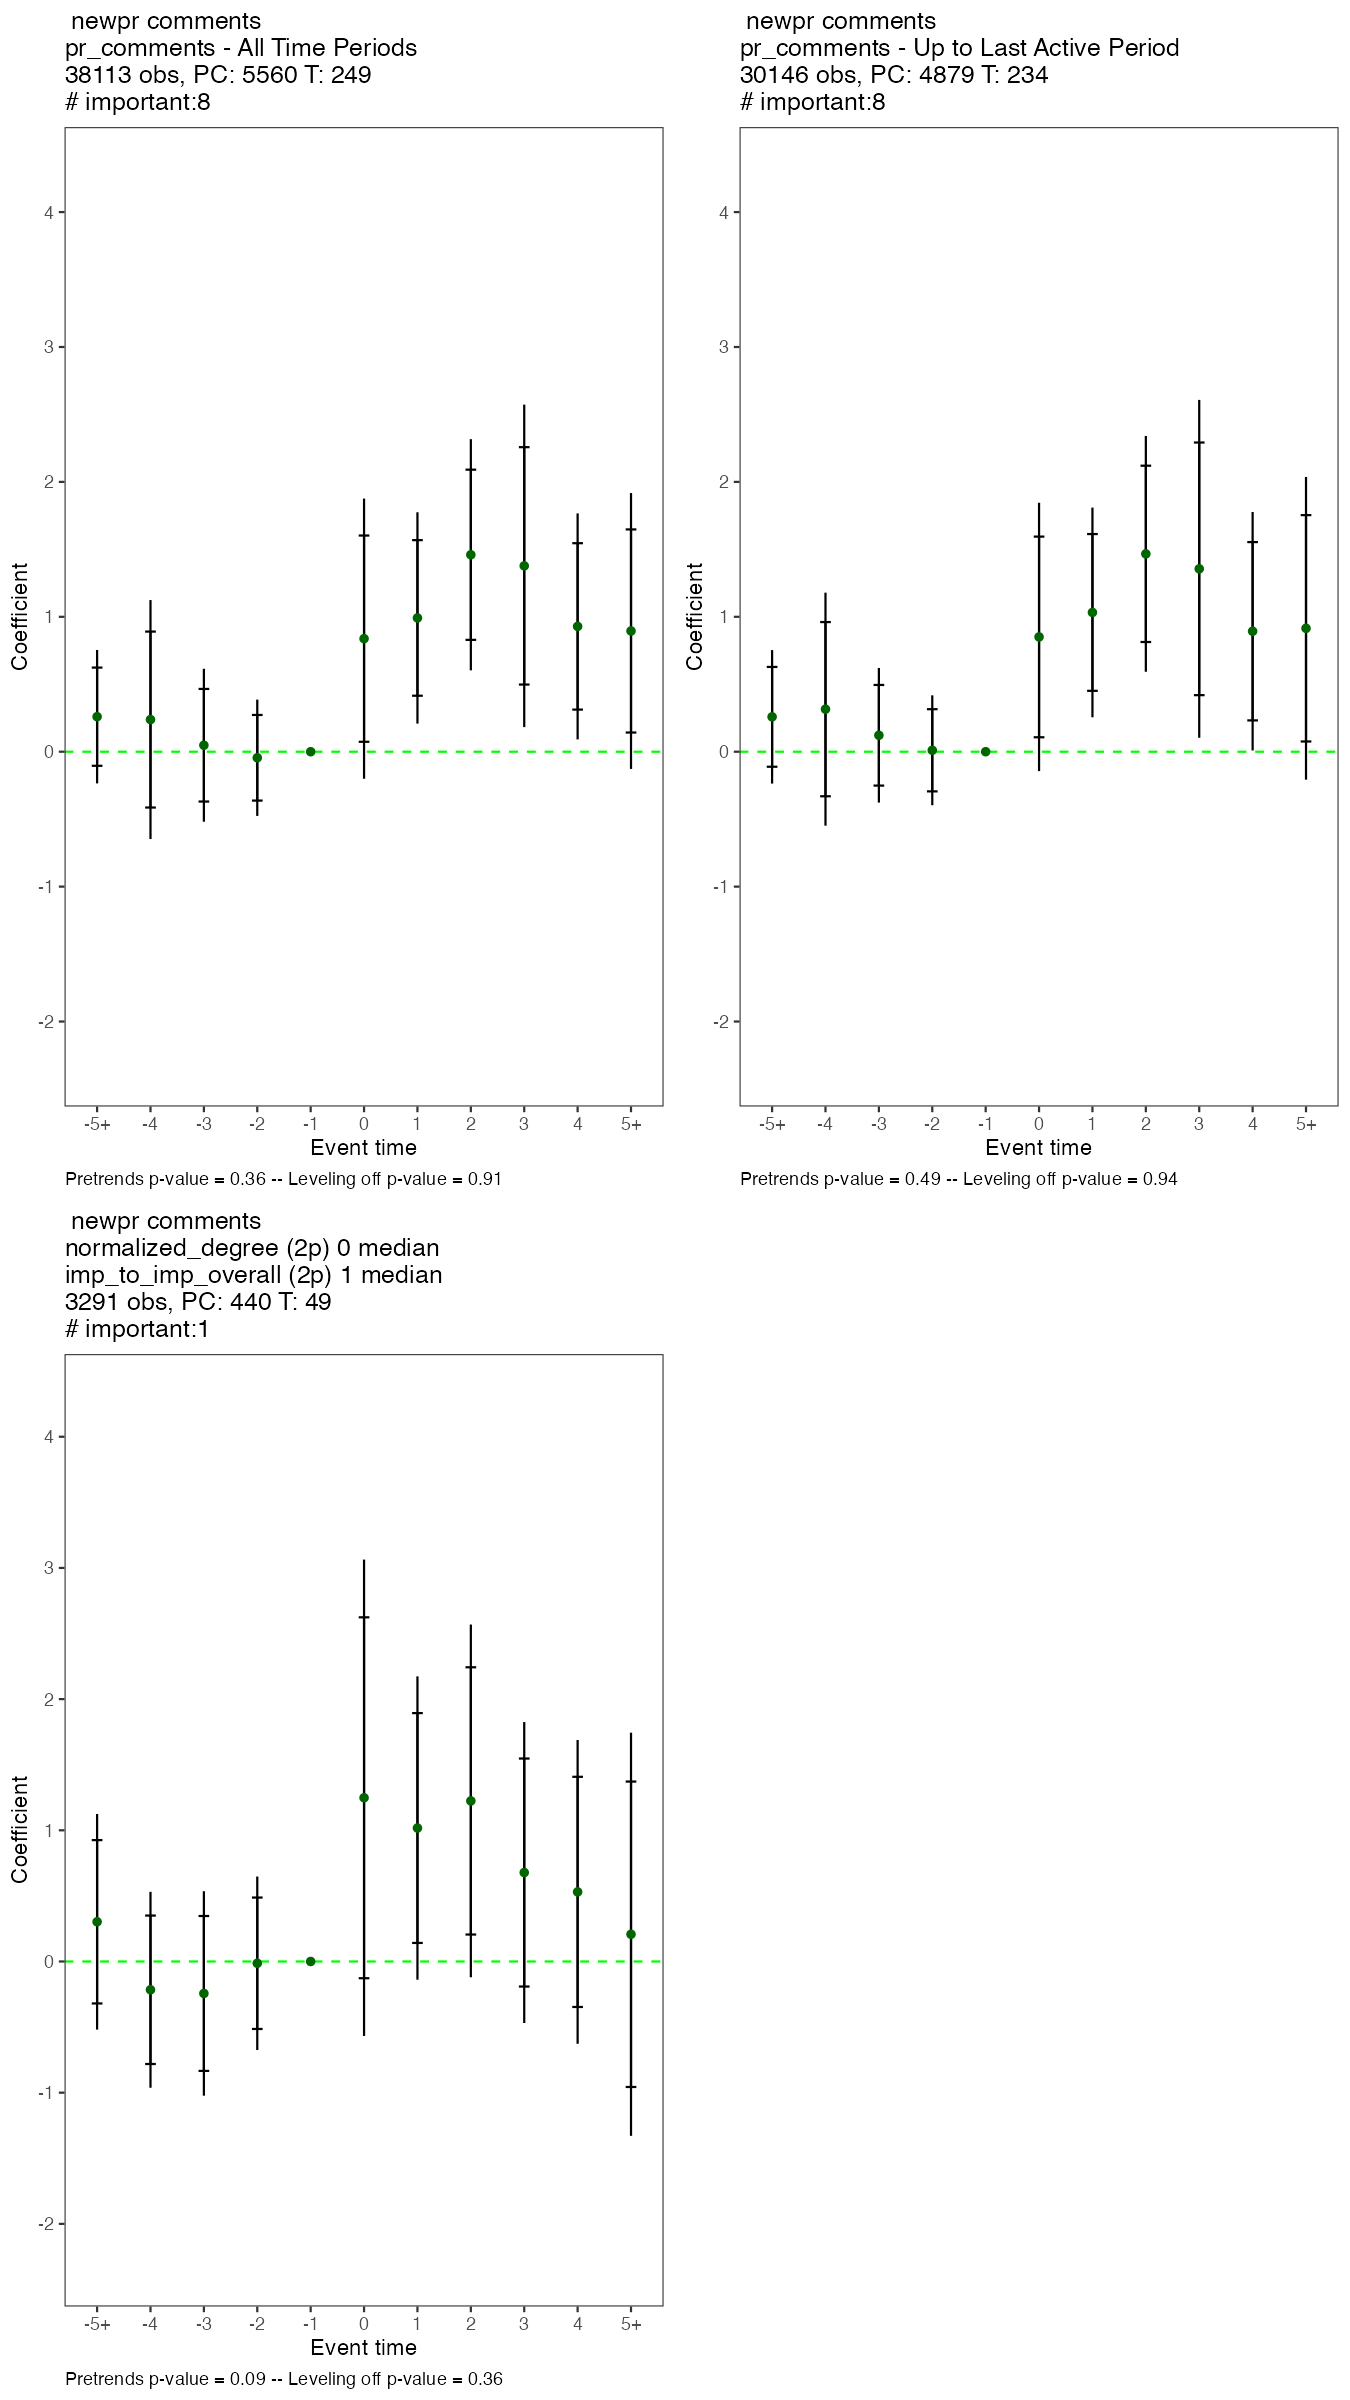 newpr comments
pr_comments - All Time Periods
38113 obs, PC: 5560 T: 249
# important:8
4
3
2
1
0
-1
-2
Coefficient
-5+ -4 -3 -2 -1 0 1 2 3 4 5+
Event time
Pretrends p-value = 0.36 -- Leveling off p-value = 0.91
newpr comments
pr_comments - Up to Last Active Period
30146 obs, PC: 4879 T: 234
# important:8
4
3
2
1
0
-1
-2
Coefficient
-5+ -4 -3 -2 -1 0 1 2 3 4 5+
Event time
Pretrends p-value = 0.49 -- Leveling off p-value = 0.94
newpr comments
normalized_degree (2p) 0 median
imp_to_imp_overall (2p) 1 median
3291 obs, PC: 440 T: 49
# important:1
4
3
2
1
0
-1
-2
Coefficient
-5+ -4 -3 -2 -1 0 1 2 3 4 5+
Event time
Pretrends p-value = 0.09 -- Leveling off p-value = 0.36